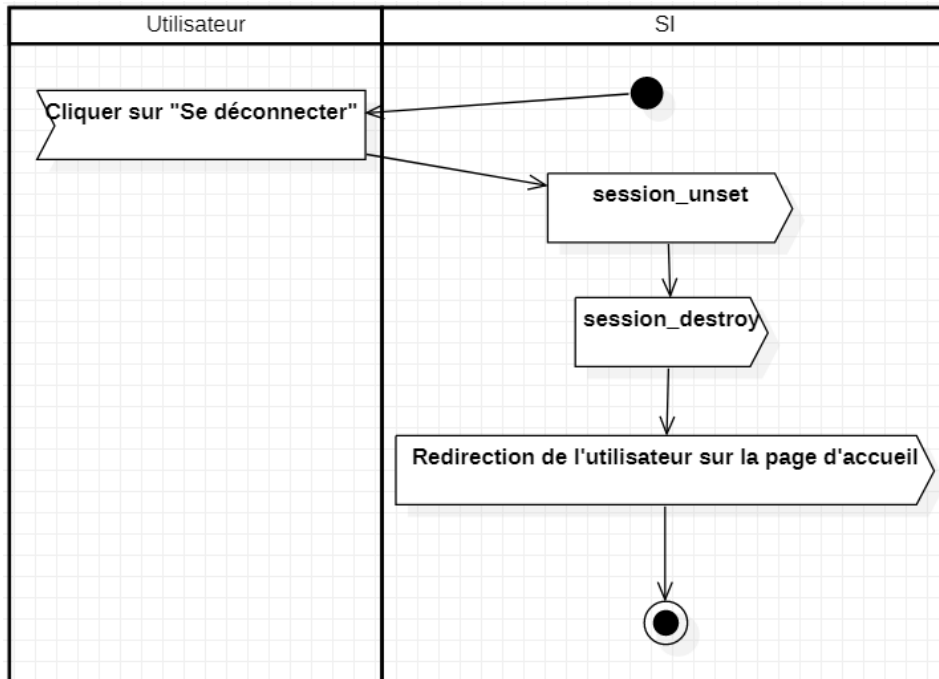 Utilisateur
SI
Cliquer sur "Se déconnecter"
session_unset
session_destroy
Redirection de l'utilisateur sur la page d'accueil